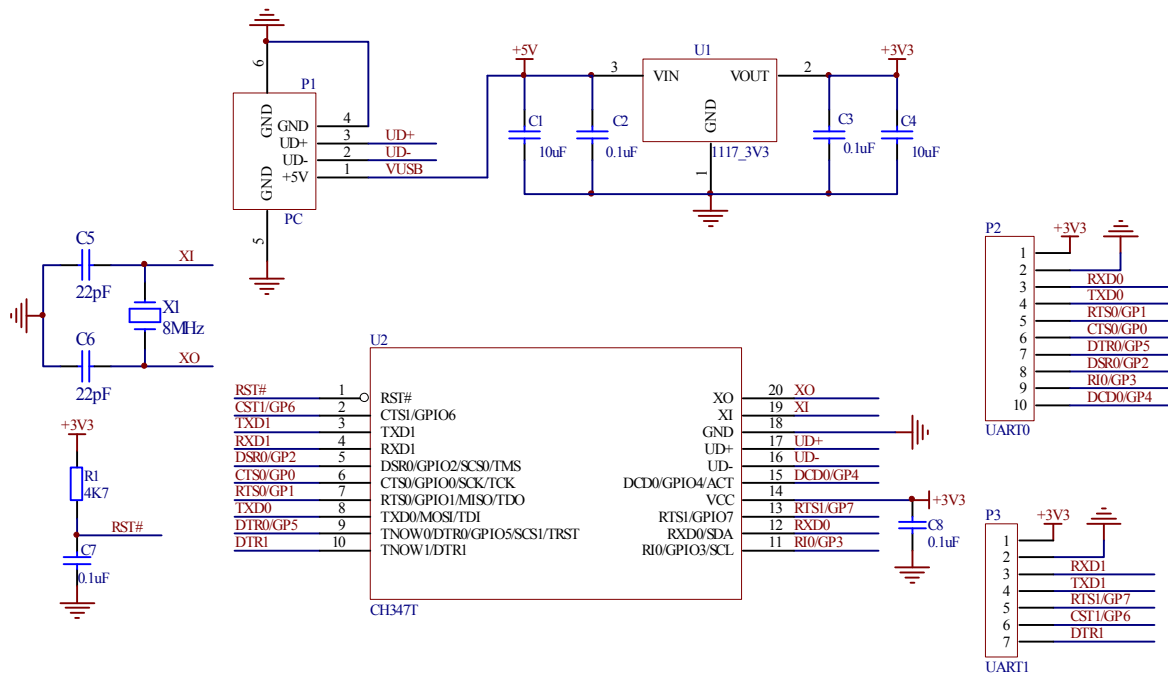 P1
6
GND
GND 4
UD+ 3 UD+
UD- 2 UD-
+5V 1 VUSB
GND
5
PC
+5V
U1
+3V3
3 VIN VOUT 2
GND
1117_3V3
1
C1
10uF
C2
0.1uF
C3
0.1uF
C4
10uF
C5
22pF
XI
X1
8MHz
C6
22pF
XO
+3V3
R1
4K7
RST#
C7
0.1uF
U2
RST# 1 RST#
CST1/GP6 2 CTS1/GPIO6
TXD1 3 TXD1
RXD1 4 RXD1
DSR0/GP2 5 DSR0/GPIO2/SCS0/TMS
CTS0/GP0 6 CTS0/GPIO0/SCK/TCK
RTS0/GP1 7 RTS0/GPIO1/MISO/TDO
TXD0 8 TXD0/MOSI/TDI
DTR0/GP5 9 TNOW0/DTR0/GPIO5/SCS1/TRST
DTR1 10 TNOW1/DTR1
XO 20 XO
XI 19 XI
GND 18
UD+ 17 UD+
UD- 16 UD-
DCD0/GPIO4/ACT 15 DCD0/GP4
VCC 14 +3V3
RTS1/GPIO7 13 RTS1/GP7
RXD0/SDA 12 RXD0
RI0/GPIO3/SCL 11 RI0/GP3
CH347T
C8
0.1uF
P2
+3V3
1
2
3 RXD0
4 TXD0
5 RTS0/GP1
6 CTS0/GP0
7 DTR0/GP5
8 DSR0/GP2
9 RI0/GP3
10 DCD0/GP4
UART0
P3
+3V3
1
2
3 RXD1
4 TXD1
5 RTS1/GP7
6 CST1/GP6
7 DTR1
UART1